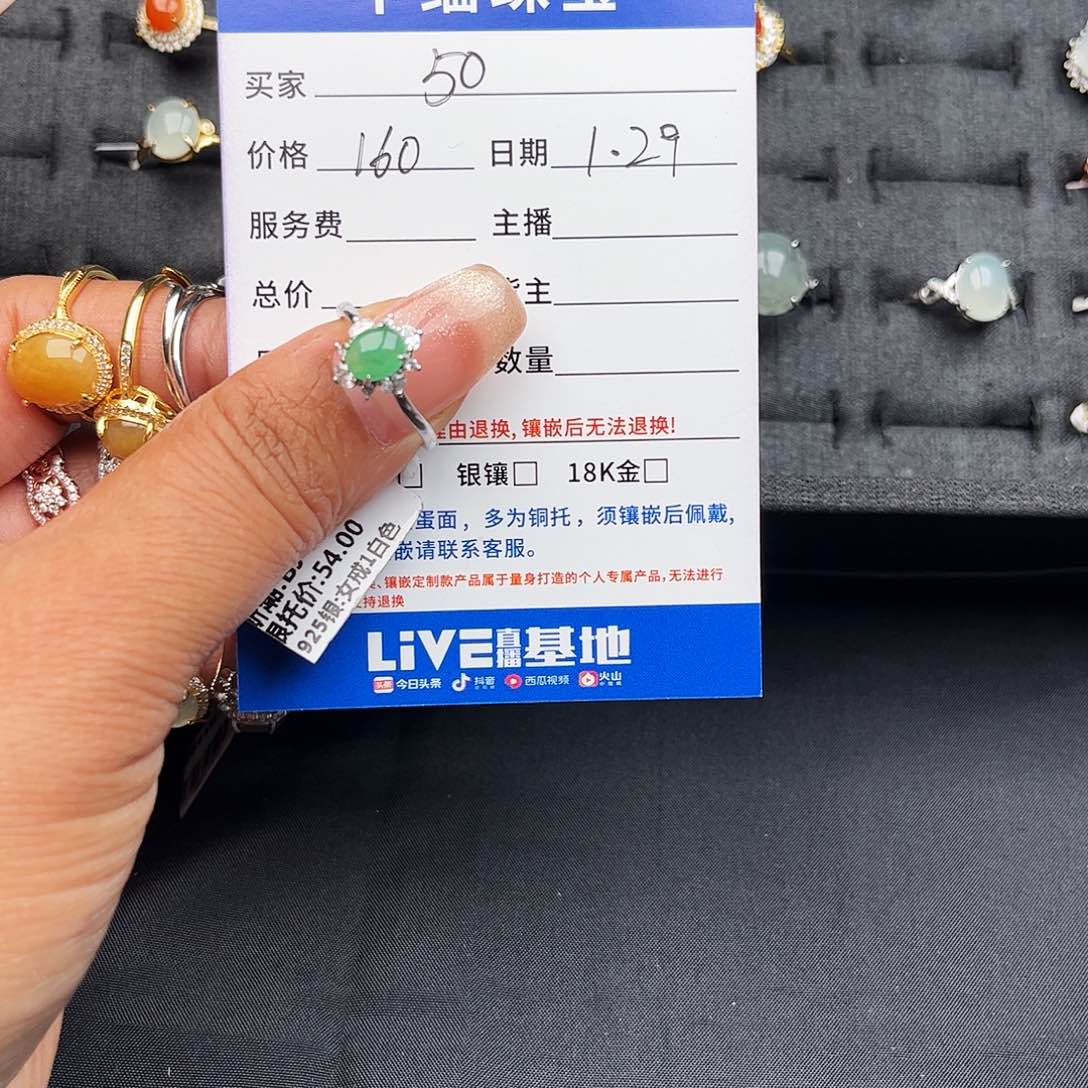 买家 50
价格 160 日期 1.29
服务费 主播
总价 主
数量
由退换,镶嵌后无法退换!
银镶□ 18K金□
蛋面，多为铜托，须镶嵌后佩戴,
嵌请联系客服。
、镶嵌定制款产品属于量身打造的个人专属产品,无法进行
持退换
LiVE直播基地
头条 今日头条 抖音 西瓜视频 火山
托价:54.00
925银:女戒1白色